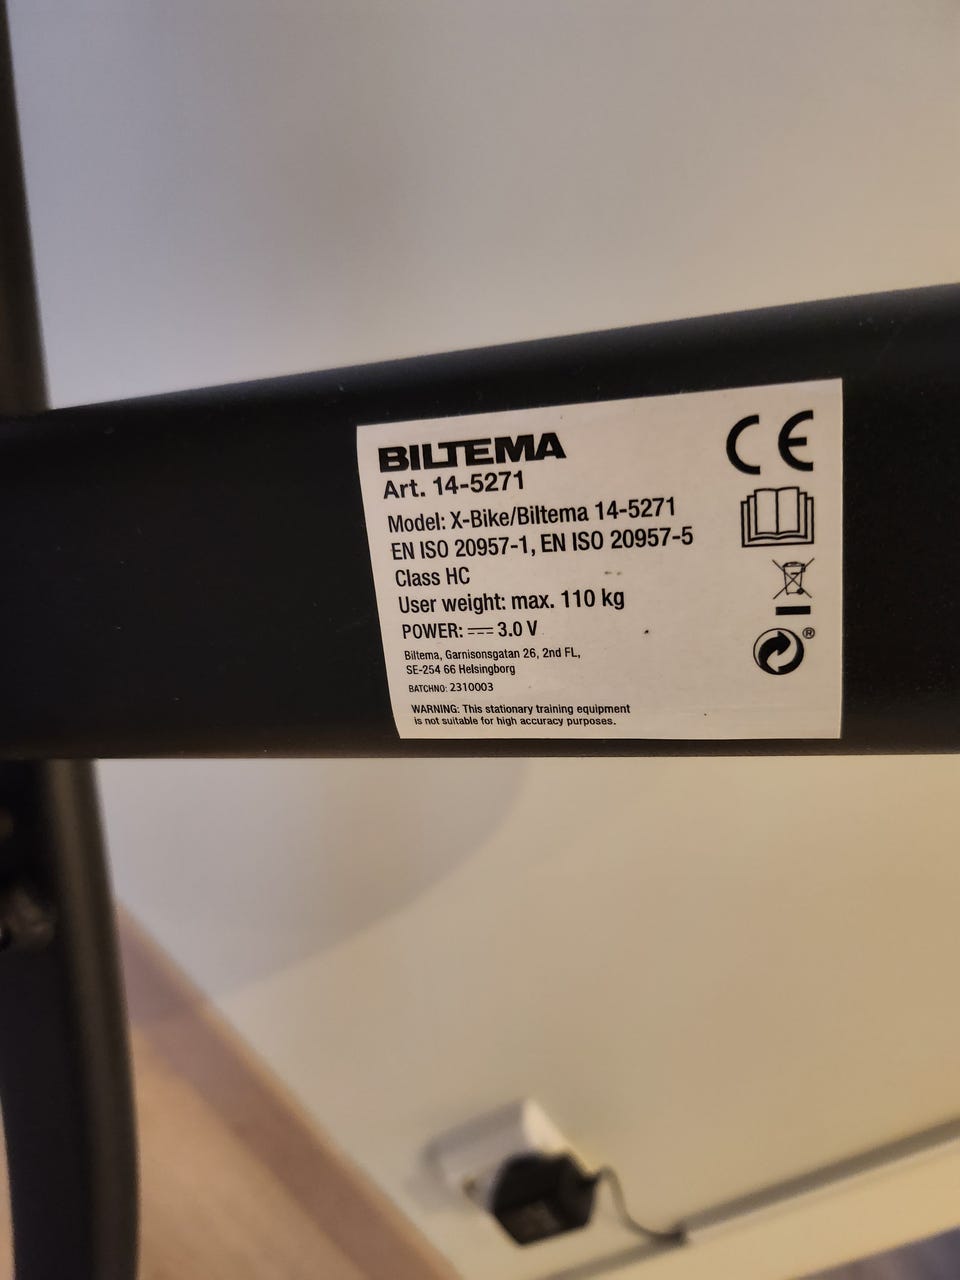 BILTEMA
Art. 14-5271
Model: X-Bike/Biltema 14-5271
EN ISO 20957-1, EN ISO 20957-5
Class HC
User weight: max. 110 kg
POWER: ⎓ 3.0 V
Biltema, Garnisonsgatan 26, 2nd FL,
SE-254 66 Helsingborg
BATCHNO: 2310003
WARNING: This stationary training equipment
is not suitable for high accuracy purposes.
CE
®